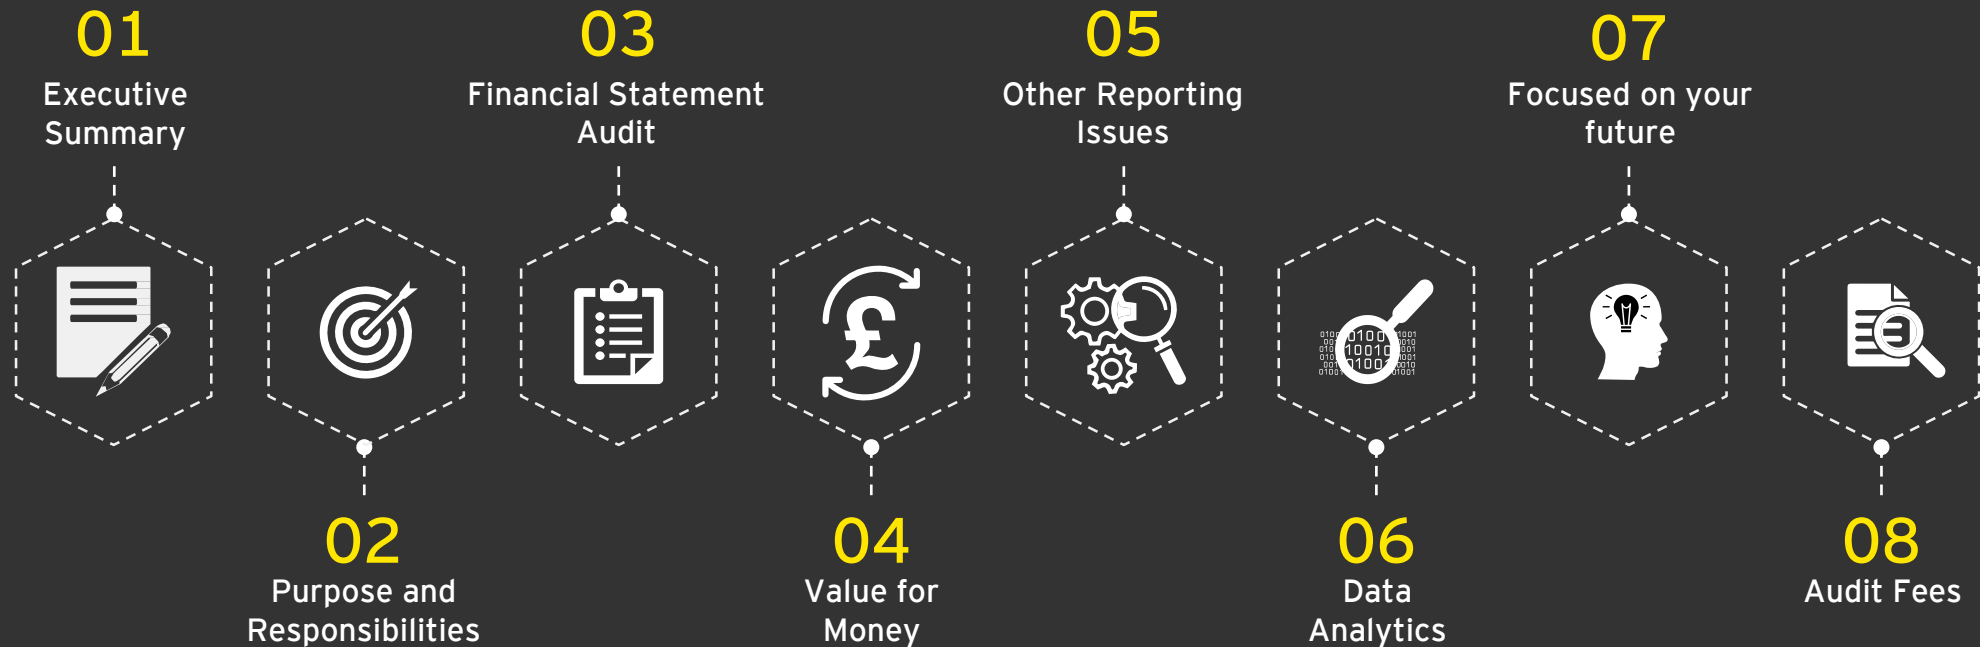 01
Executive
Summary
03
Financial Statement
Audit
05
Other Reporting
Issues
07
Focused on your
future
02
Purpose and
Responsibilities
04
Value for
Money
06
Data
Analytics
08
Audit Fees